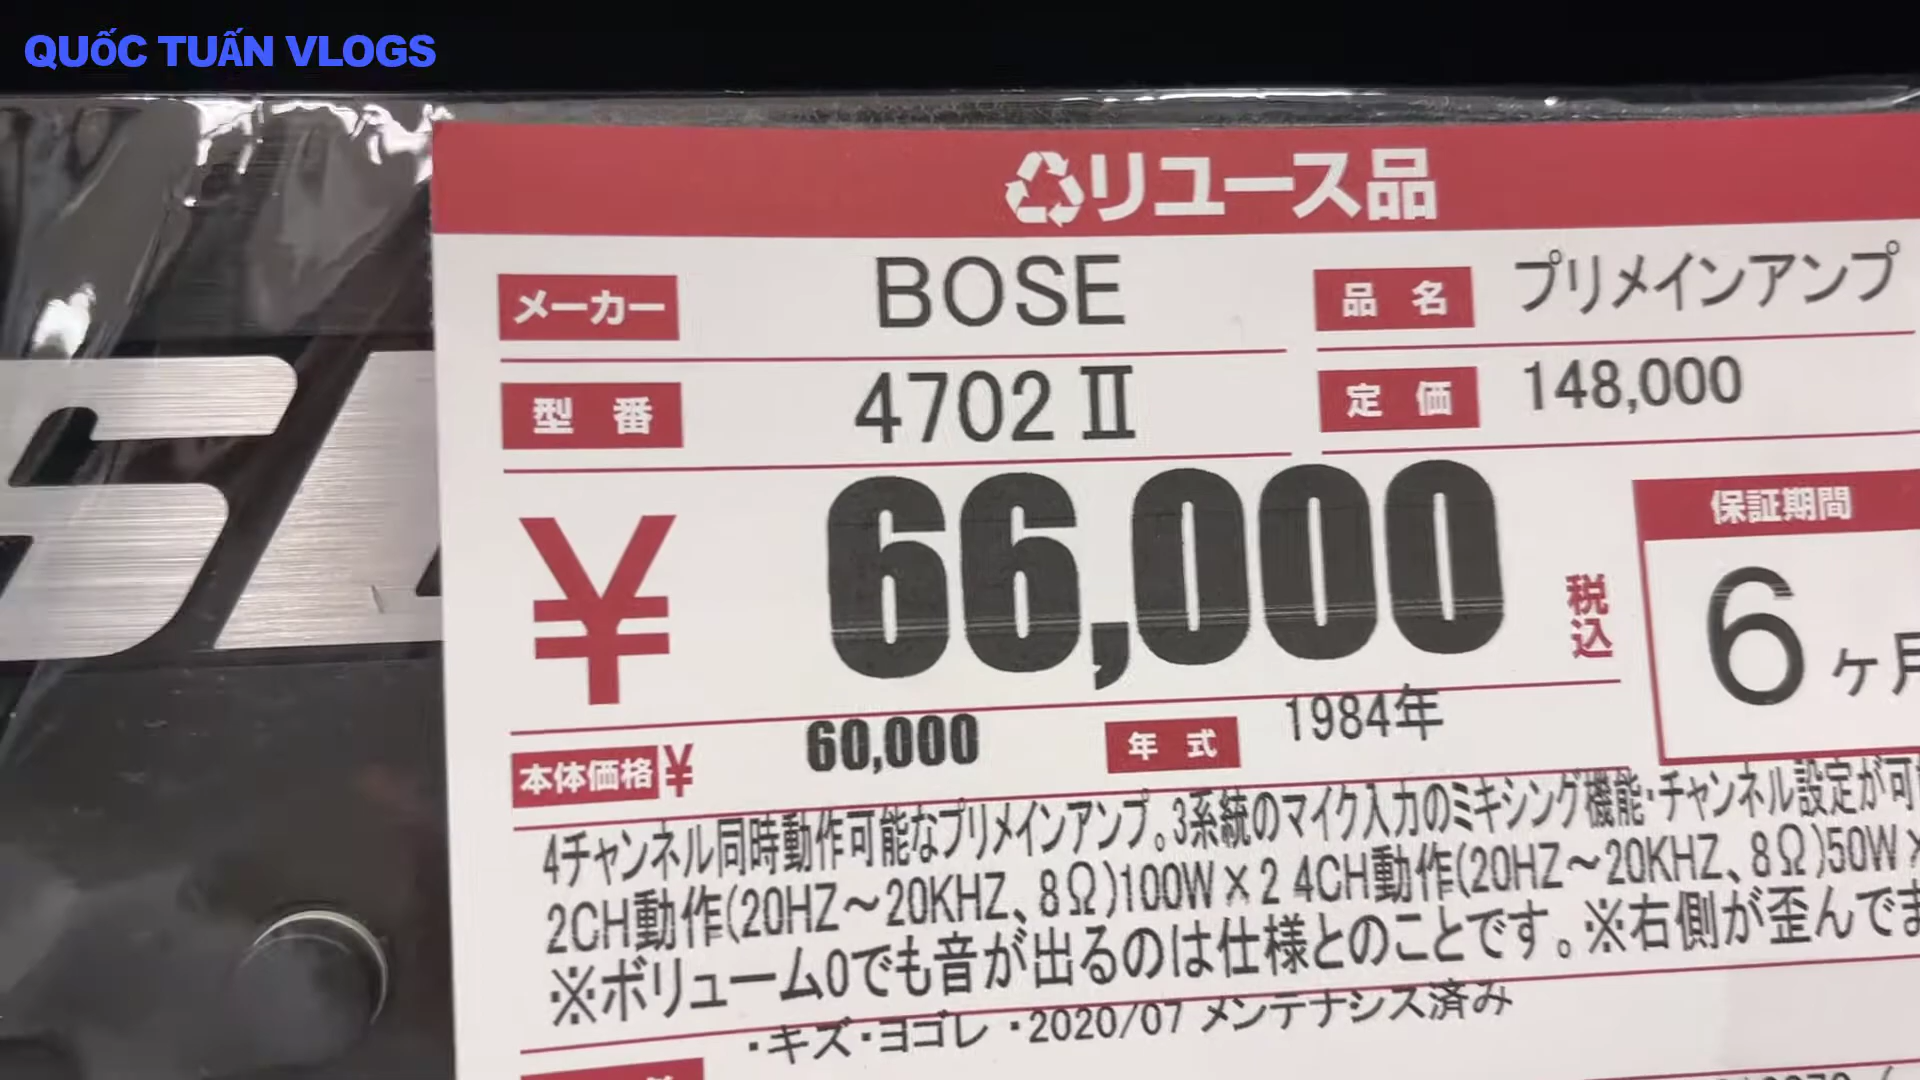 QUỐC TUẤN VLOGS
リユース品
メーカー BOSE 品名 プリメインアンプ
型番 4702Ⅱ 定価 148,000
¥ 66,000 税込
保証期間
6ヶ月
本体価格 ¥ 60,000 年式 1984年
4チャンネル同時動作可能なプリメインアンプ。3系統のマイク入力のミキシング機能・チャンネル設定が可
2CH動作(20HZ～20KHZ、8Ω)100W×2 4CH動作(20HZ～20KHZ、8Ω)50W×
※ボリューム0でも音が出るのは仕様とのことです。※右側が歪んでま
・キズ・ヨゴレ ・2020/07 メンテナンス済み